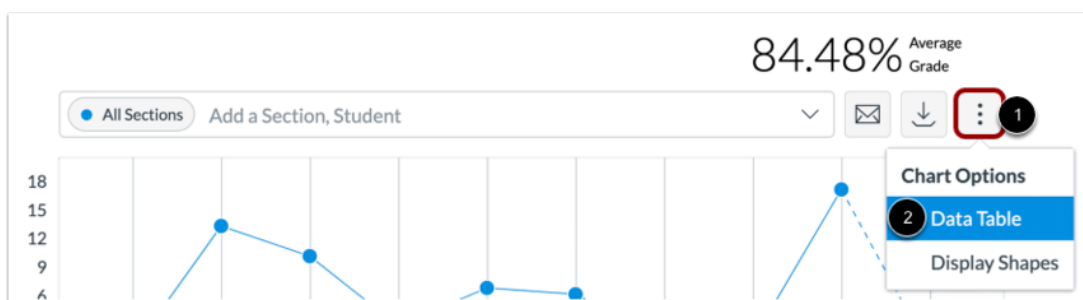 84.48% Average
Grade
All Sections Add a Section, Student
1
Chart Options
2 Data Table
Display Shapes
18
15
12
9
6